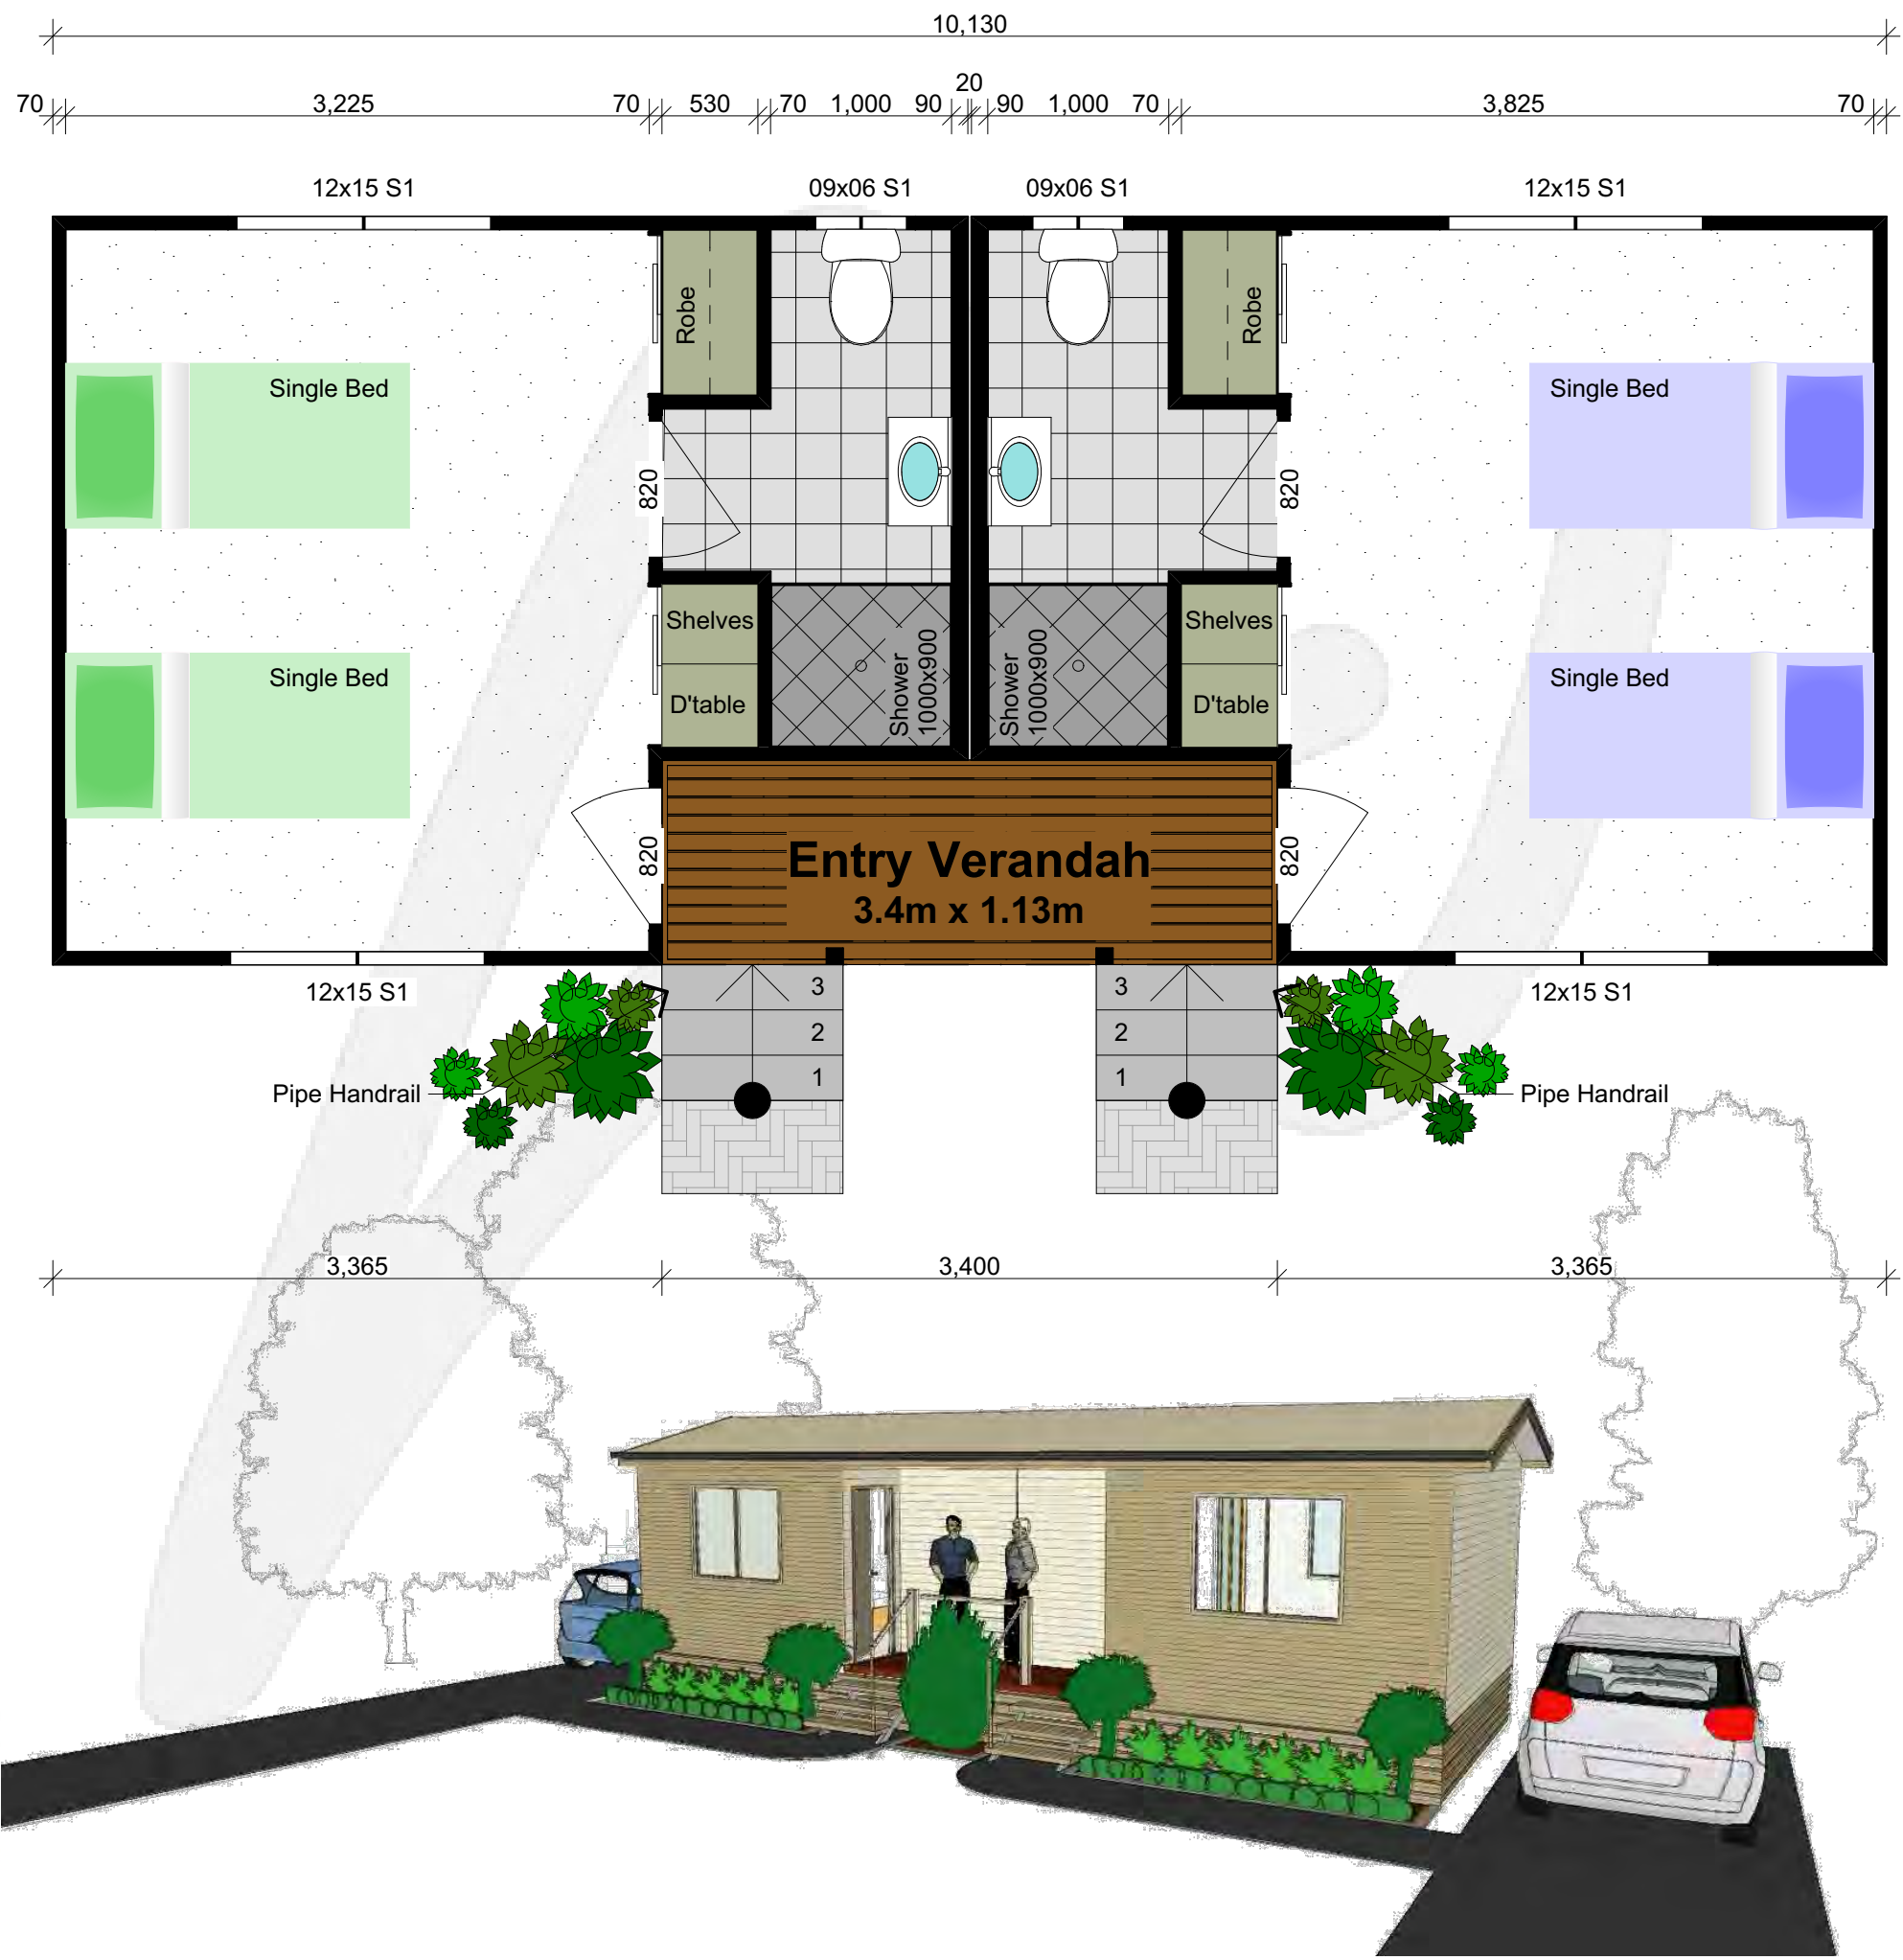 10,130
20
70 3,225 70 530 70 1,000 90 90 1,000 70 3,825 70
12x15 S1 09x06 S1 09x06 S1 12x15 S1
Robe Robe
Single Bed Single Bed
820 820
Shelves Shelves
Single Bed Single Bed
Shower
1000x900
Shower
1000x900
D'table D'table
820 820
Entry Verandah
3.4m x 1.13m
12x15 S1 3 3 12x15 S1
2 2
1 1
Pipe Handrail Pipe Handrail
3,365 3,400 3,365